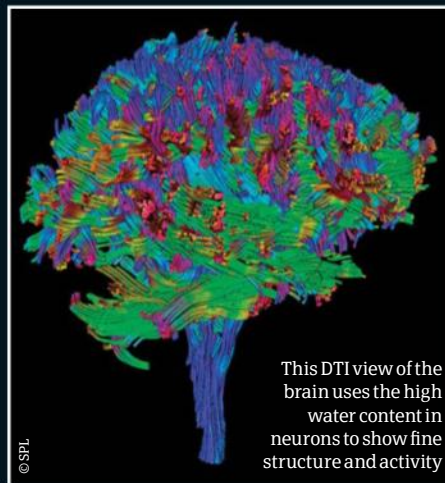 This DTI view of the
brain uses the high
water content in
neurons to show fine
structure and activity
© SPL